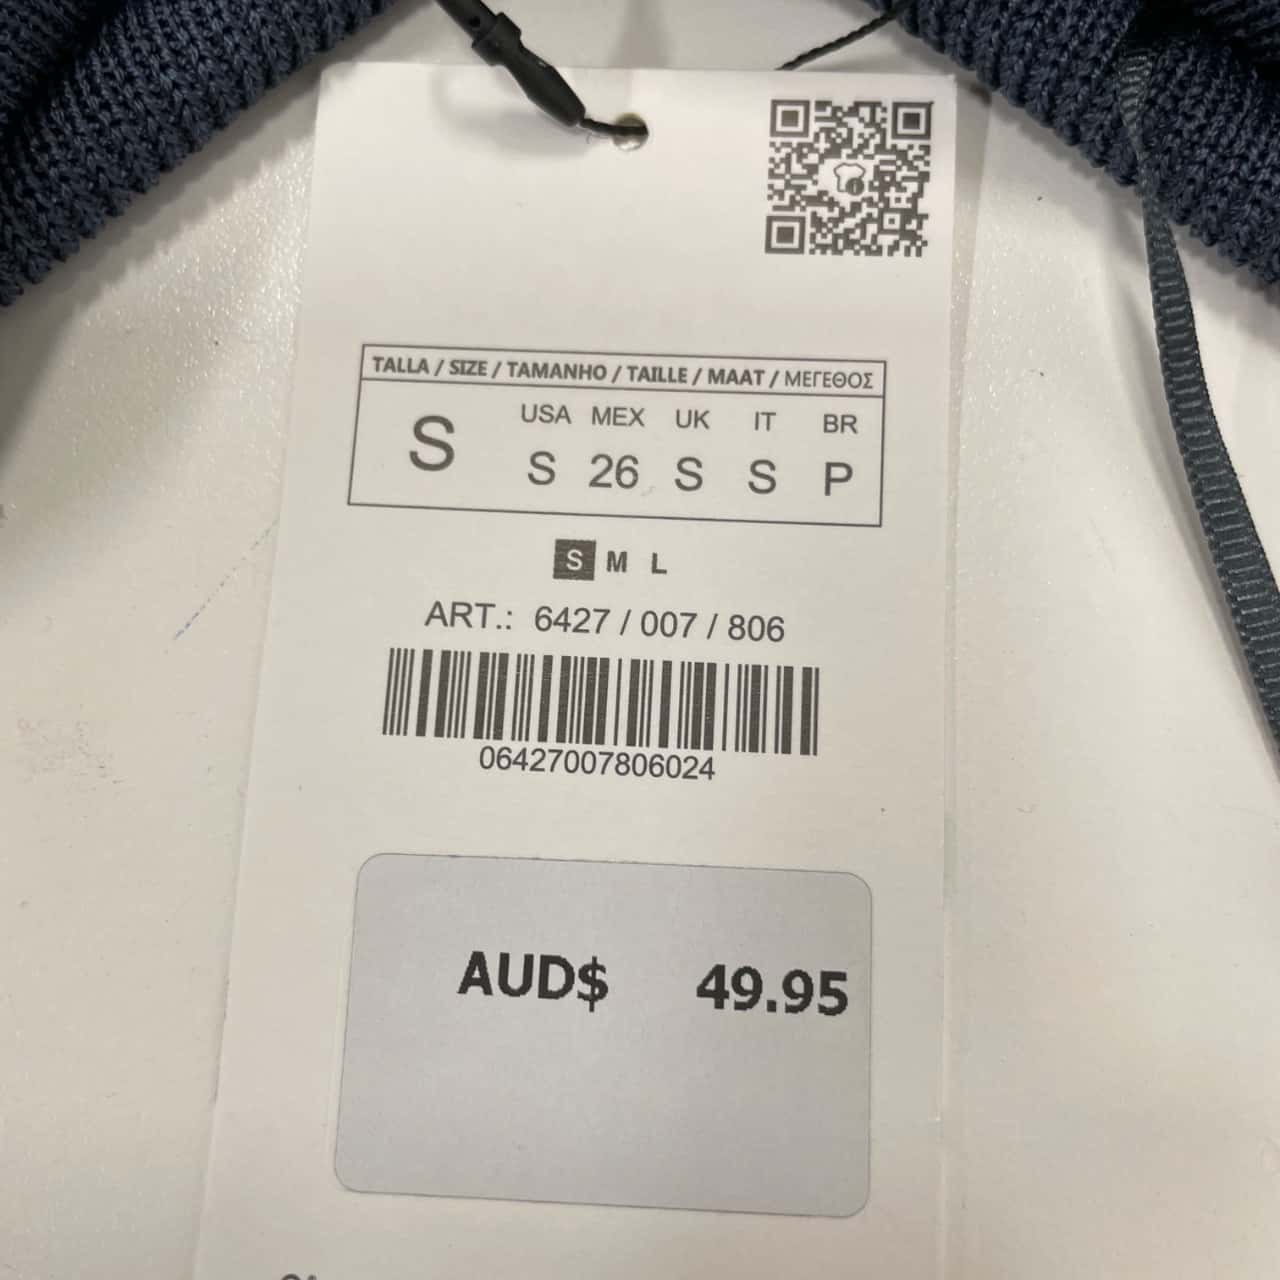 TALLA / SIZE / TAMANHO / TAILLE / MAAT / ΜΕΓΕΘΟΣ
USA MEX UK IT BR
S S 26 S S P
S M L
ART.: 6427 / 007 / 806
06427007806024
AUD$ 49.95